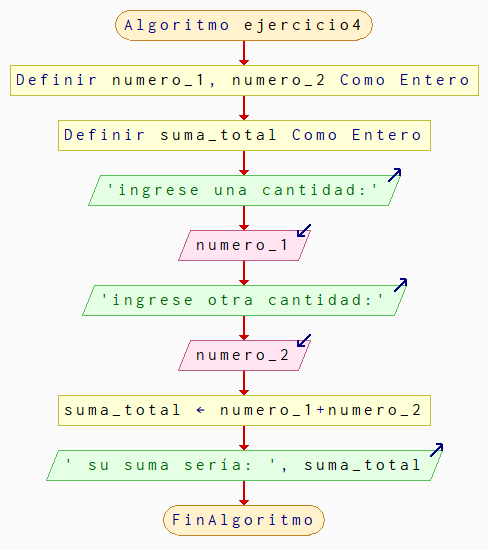 Algoritmo ejercicio4
Definir numero_1, numero_2 Como Entero
Definir suma_total Como Entero
'ingrese una cantidad:'
numero_1
'ingrese otra cantidad:'
numero_2
suma_total ← numero_1+numero_2
' su suma sería: ', suma_total
FinAlgoritmo